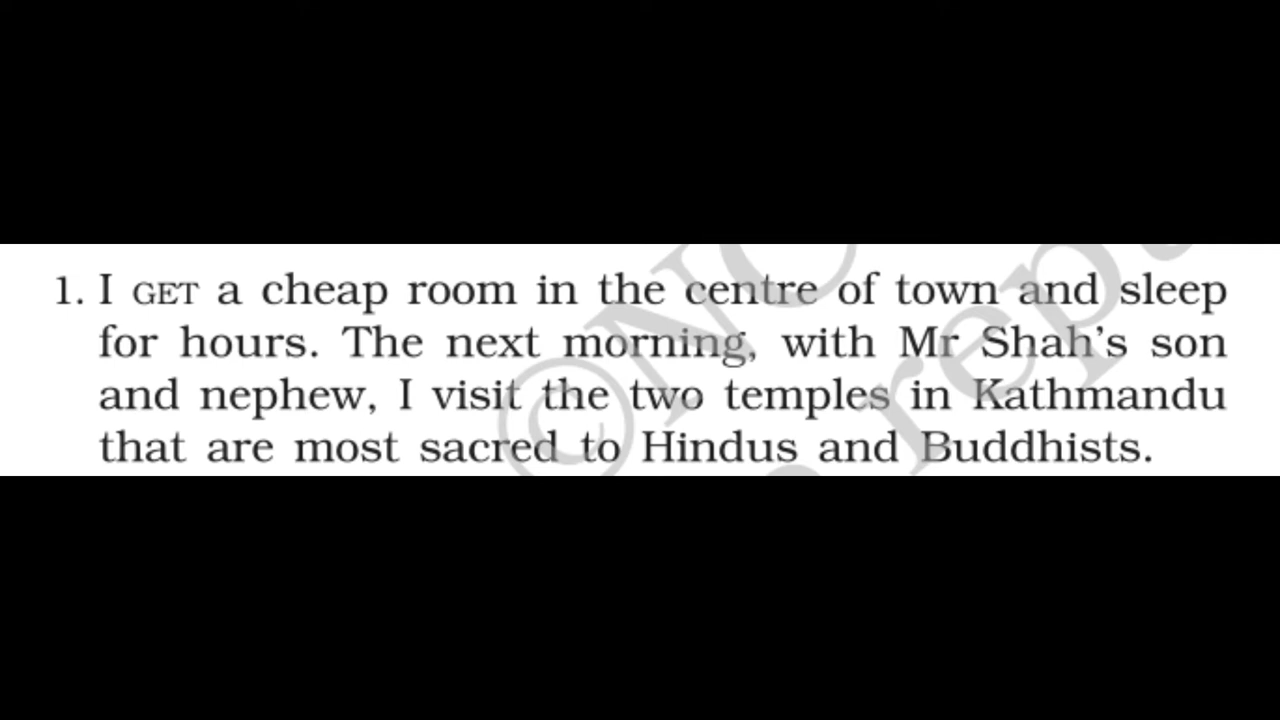 1. I GET a cheap room in the centre of town and sleep
for hours. The next morning, with Mr Shah's son
and nephew, I visit the two temples in Kathmandu
that are most sacred to Hindus and Buddhists.